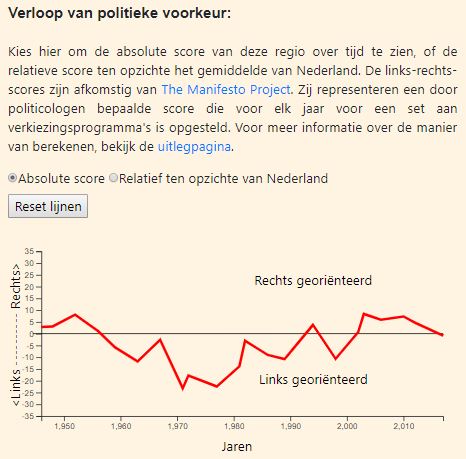 Verloop van politieke voorkeur:
Kies hier om de absolute score van deze regio over tijd te zien, of de
relatieve score ten opzichte het gemiddelde van Nederland. De links-rechts-
scores zijn afkomstig van The Manifesto Project. Zij representeren een door
politicologen bepaalde score die voor elk jaar voor een set aan
verkiezingsprogramma's is opgesteld. Voor meer informatie over de manier
van berekenen, bekijk de uitlegpagina.
Absolute score Relatief ten opzichte van Nederland
Reset lijnen
<Links ------------- Rechts>
35
30
25
20
15
10
5
0
-5
-10
-15
-20
-25
-30
-35
Rechts georiënteerd
Links georiënteerd
1,950 1,960 1,970 1,980 1,990 2,000 2,010
Jaren